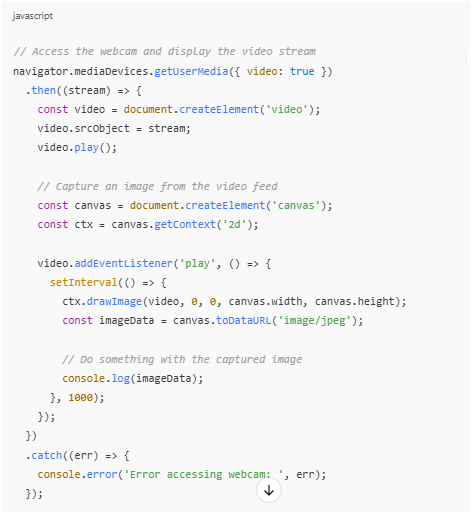 javascript
// Access the webcam and display the video stream
navigator.mediaDevices.getUserMedia({ video: true })
  .then((stream) => {
    const video = document.createElement('video');
    video.srcObject = stream;
    video.play();

    // Capture an image from the video feed
    const canvas = document.createElement('canvas');
    const ctx = canvas.getContext('2d');

    video.addEventListener('play', () => {
      setInterval(() => {
        ctx.drawImage(video, 0, 0, canvas.width, canvas.height);
        const imageData = canvas.toDataURL('image/jpeg');

        // Do something with the captured image
        console.log(imageData);
      }, 1000);
    });
  })
  .catch((err) => {
    console.error('Error accessing webcam: ', err);
  });